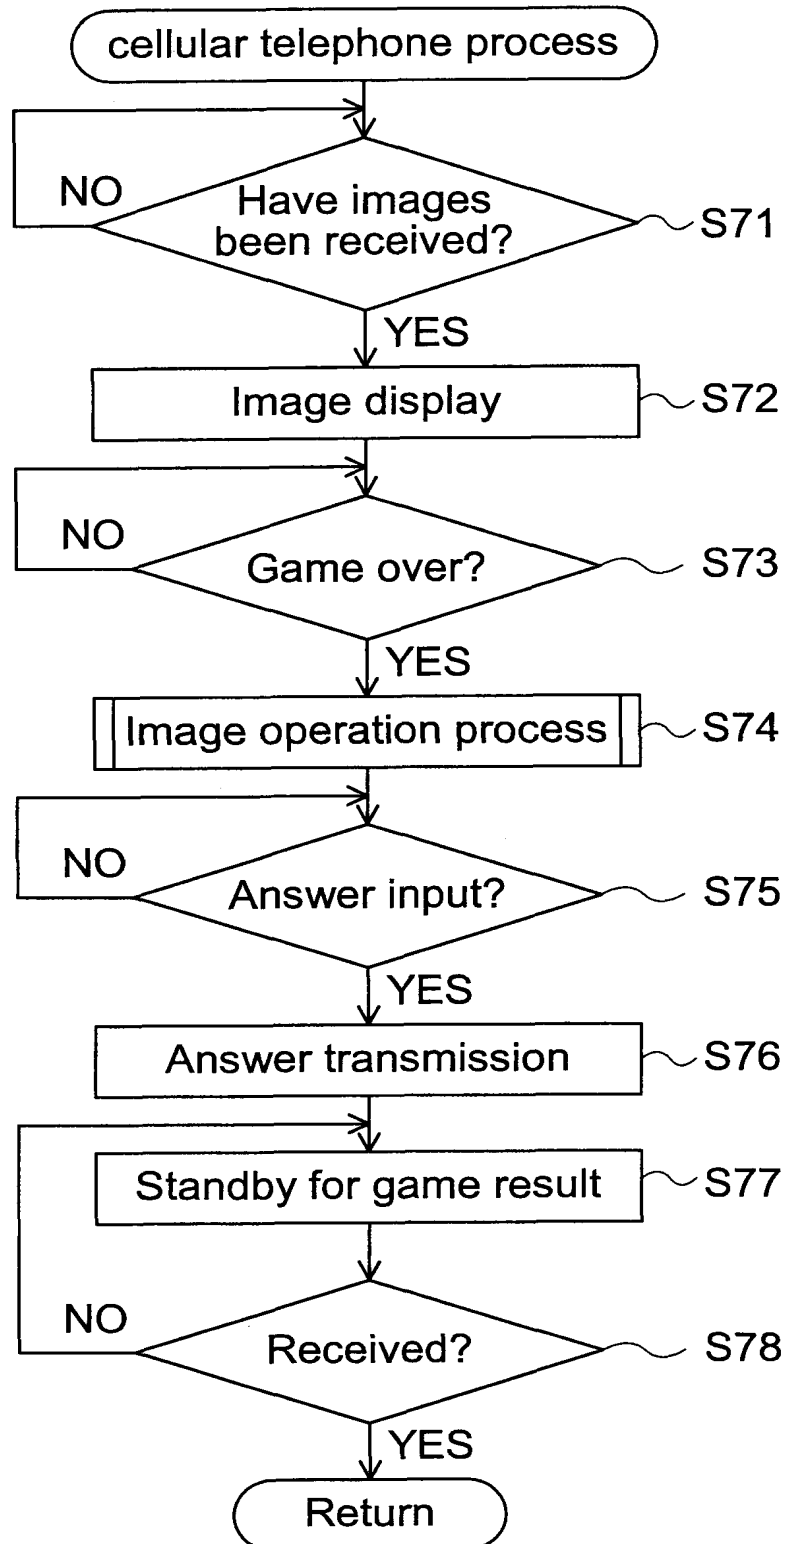 cellular telephone process
NO
Have images
been received?
S71
YES
Image display
S72
NO
Game over?
S73
YES
Image operation process
S74
NO
Answer input?
S75
YES
Answer transmission
S76
Standby for game result
S77
NO
Received?
S78
YES
Return